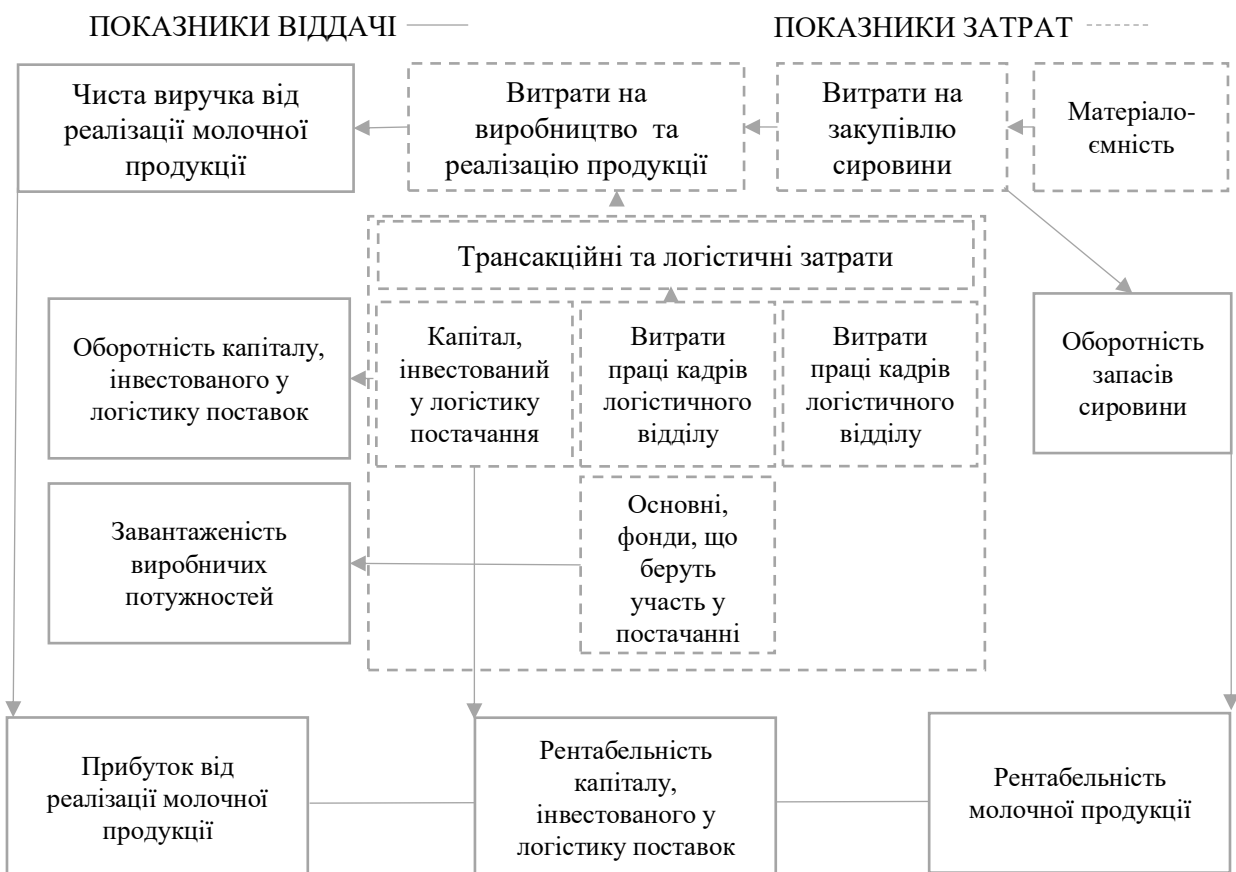 ПОКАЗНИКИ ВІДДАЧІ
ПОКАЗНИКИ ЗАТРАТ
Чиста виручка від
реалізації молочної
продукції
Витрати на
виробництво та
реалізацію продукції
Витрати на
закупівлю
сировини
Матеріало-
ємність
Трансакційні та логістичні затрати
Оборотність капіталу,
інвестованого у
логістику поставок
Капітал,
інвестований
у логістику
постачання
Витрати
праці кадрів
логістичного
відділу
Витрати
праці кадрів
логістичного
відділу
Оборотність
запасів
сировини
Завантаженість
виробничих
потужностей
Основні,
фонди, що
беруть
участь у
постачанні
Прибуток від
реалізації молочної
продукції
Рентабельність
капіталу,
інвестованого у
логістику поставок
Рентабельність
молочної продукції